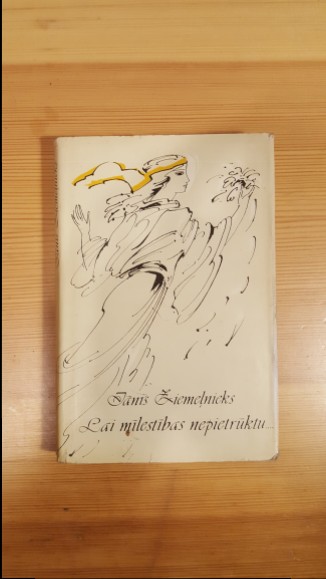 Jānis Ziemeļnieks
Lai mīlestības nepietrūktu...